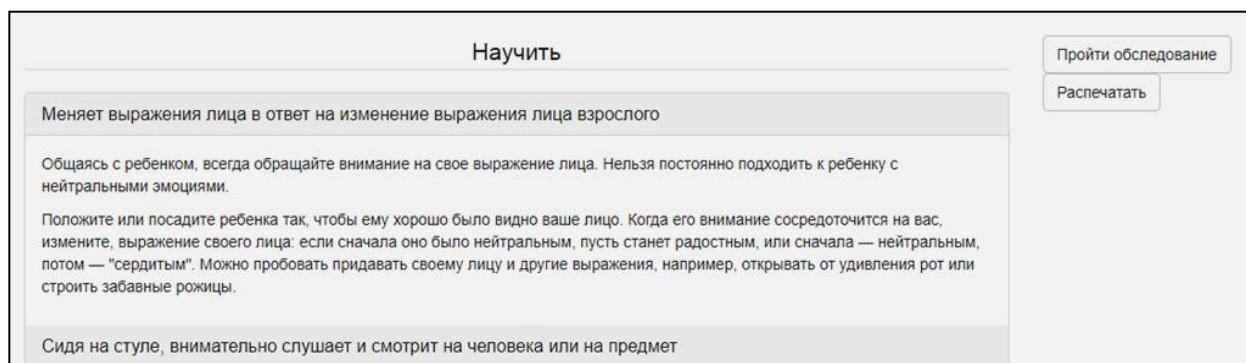 Научить
Пройти обследование
Распечатать
Меняет выражения лица в ответ на изменение выражения лица взрослого
Общаясь с ребенком, всегда обращайте внимание на свое выражение лица. Нельзя постоянно подходить к ребенку с
нейтральными эмоциями.
Положите или посадите ребенка так, чтобы ему хорошо было видно ваше лицо. Когда его внимание сосредоточится на вас,
измените, выражение своего лица: если сначала оно было нейтральным, пусть станет радостным, или сначала — нейтральным,
потом — "сердитым". Можно пробовать придавать своему лицу и другие выражения, например, открывать от удивления рот или
строить забавные рожицы.
Сидя на стуле, внимательно слушает и смотрит на человека или на предмет